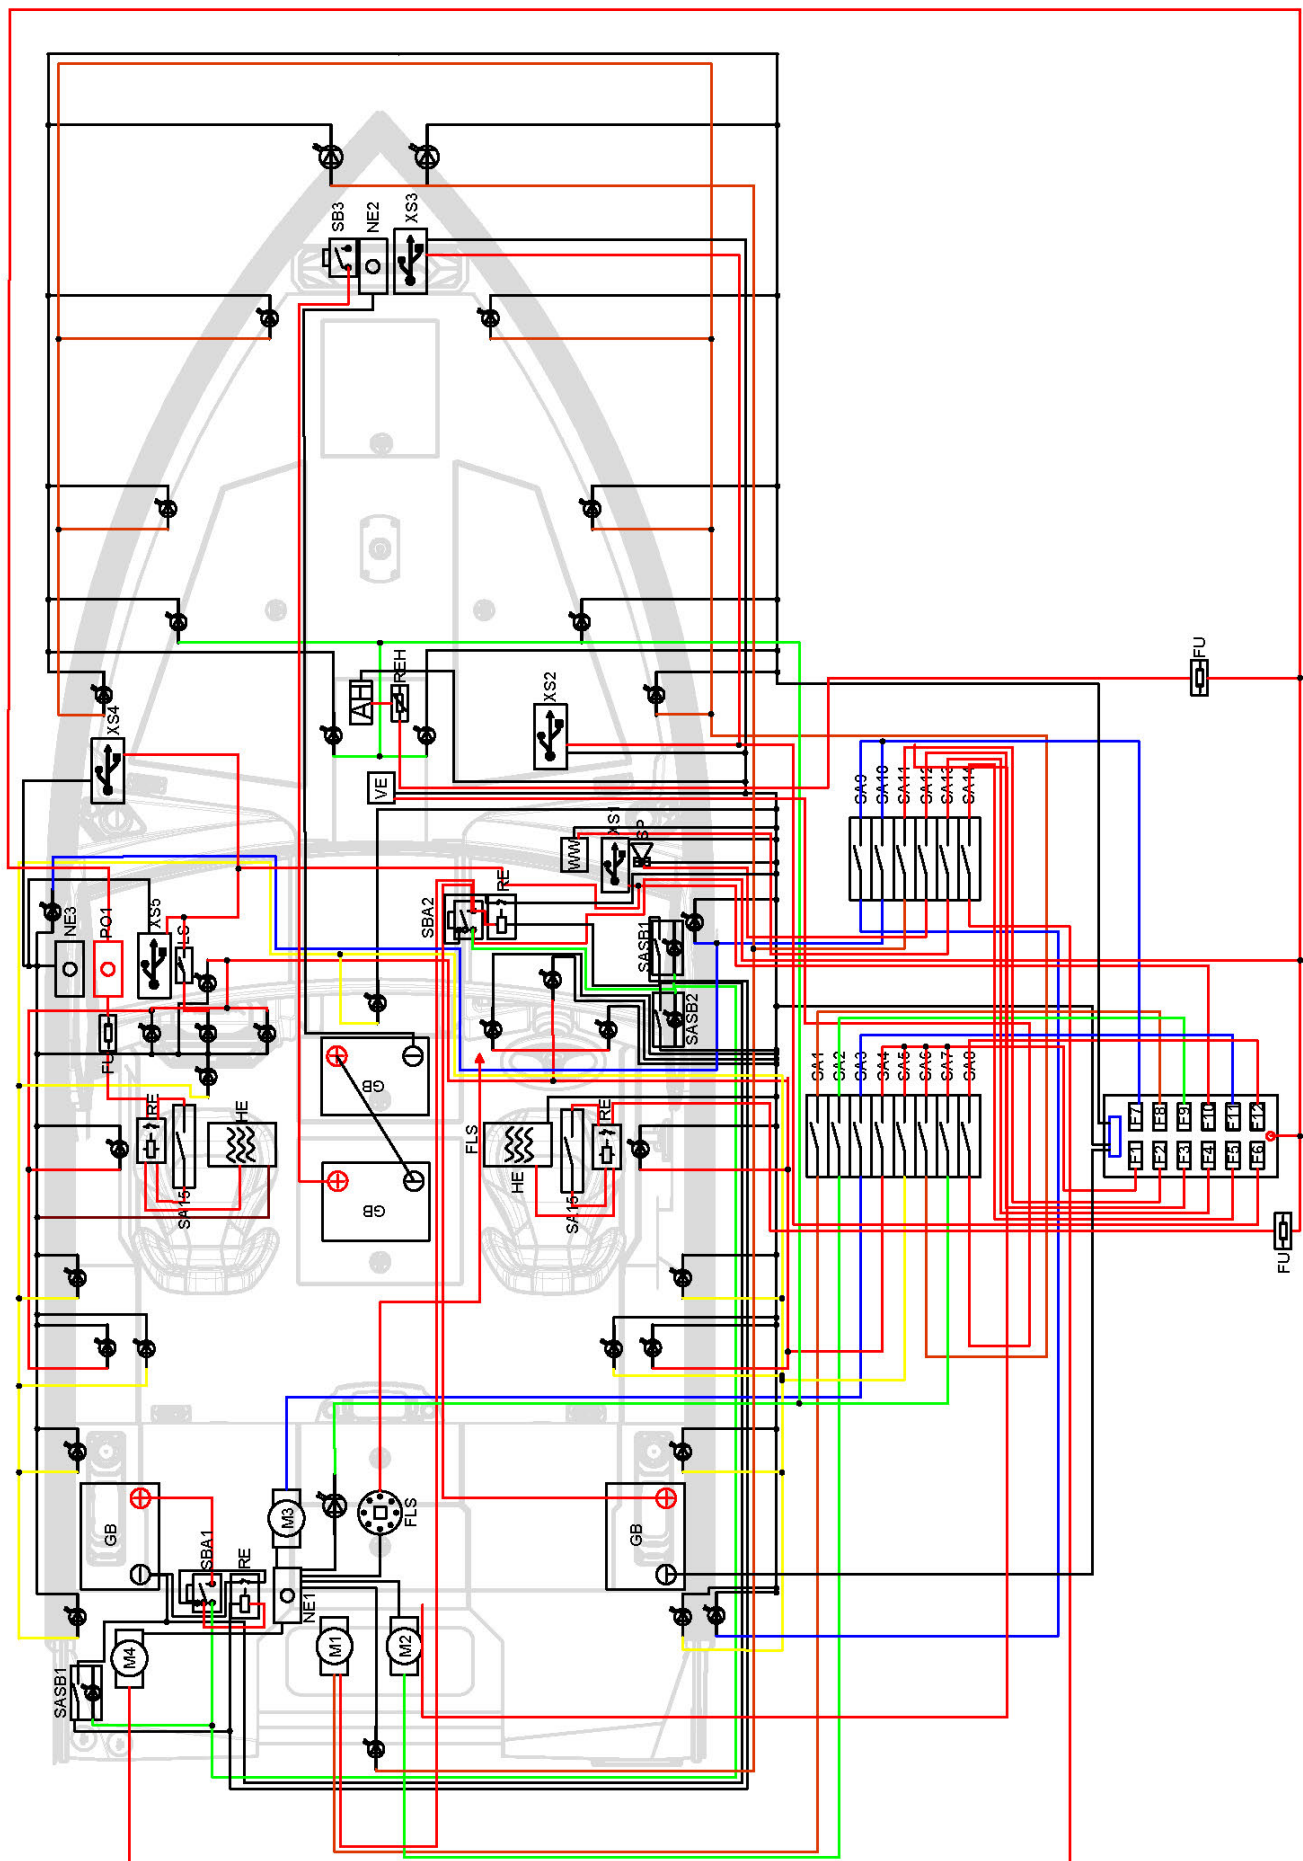 SB3
NE2
XS3
FU
REH
AH
XS2
XS4
VE
SA9
SA10
SA11
SA12
SA13
SA14
XS1
SP
WW
RE
SBA2
NE3
PO1
XS5
LS
SASB1
SASB2
FU
GB
SA1
SA2
SA3
SA4
SA5
SA6
SA7
SA8
RE
HE
SA15
FLS
HE
RE
SA15
GB
F7
F8
F9
F10
F11
F12
F1
F2
F3
F4
F5
F6
FU
GB
M3
FLS
GB
SBA1
RE
NE1
M4
M1
M2
SASB1